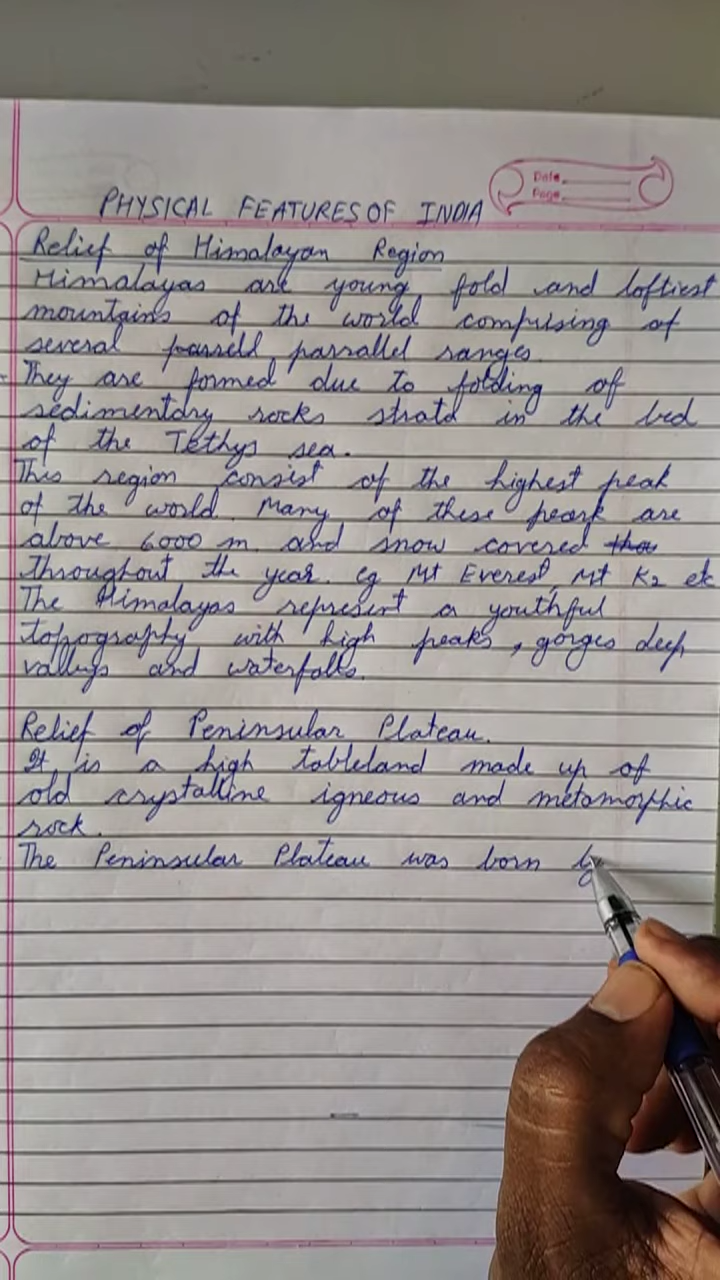 Date
Page
PHYSICAL FEATURES OF INDIA
Relief of Himalayan Region
Himalayas are young fold and loftiest
mountains of the world comprising of
several parrallel ranges.
They are formed due to folding of
sedimentary rocks strata in the bed
of the Tethys sea.
This region consist of the highest peak
of the world. Many of these peark are
above 6000 m. and snow covered
throughout the year. eg Mt Everest, Mt K2 etc
The Himalayas represent a youthful
topography with high peaks, gorges deep
valleys and waterfalls.
Relief of Peninsular Plateau.
It is a high tableland made up of
old crystalline igneous and metamorphic
rock.
The Peninsular Plateau was born by